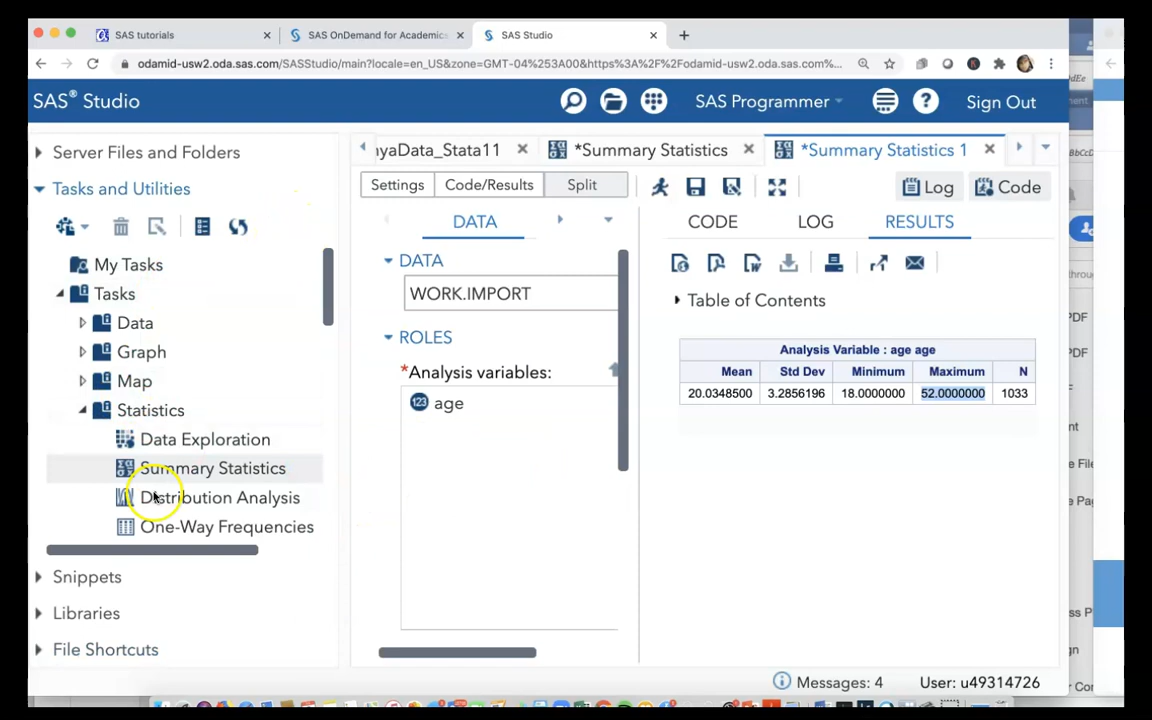 SAS tutorials
SAS OnDemand for Academics
SAS Studio
odamid-usw2.oda.sas.com/SASStudio/main?locale=en_US&zone=GMT-04%253A00&https%3A%2F%2Fodamid-usw2.oda.sas.com%...
SAS® Studio
SAS Programmer
Sign Out
Server Files and Folders
Tasks and Utilities
My Tasks
Tasks
Data
Graph
Map
Statistics
Data Exploration
Summary Statistics
Distribution Analysis
One-Way Frequencies
Snippets
Libraries
File Shortcuts
yaData_Stata11
*Summary Statistics
*Summary Statistics 1
Settings
Code/Results
Split
Log
Code
DATA
DATA
WORK.IMPORT
ROLES
*Analysis variables:
123 age
CODE
LOG
RESULTS
Table of Contents
Analysis Variable : age age
Mean Std Dev Minimum Maximum N
20.0348500 3.2856196 18.0000000 52.0000000 1033
Messages: 4
User: u49314726